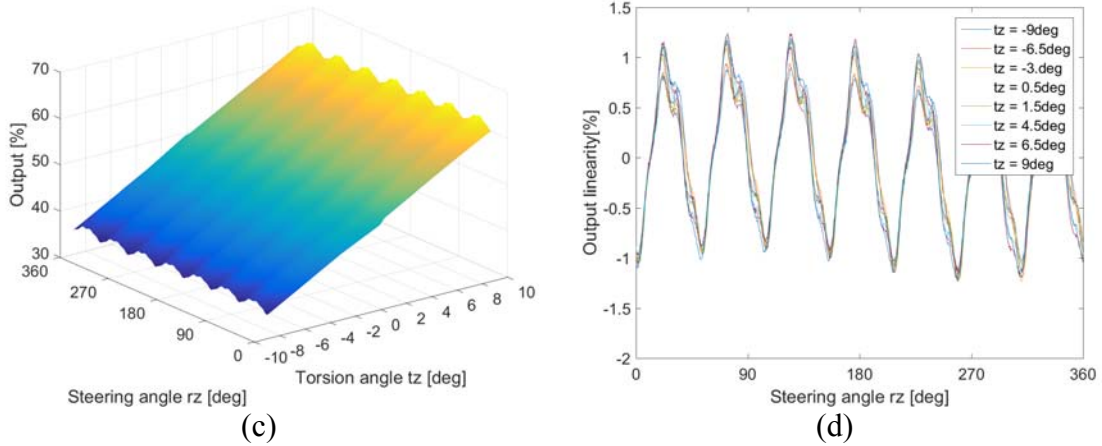 70
60
50
40
30
Output [%]
360
270
180
90
0
Steering angle rz [deg]
-10 -8 -6 -4 -2 0 2 4 6 8 10
Torsion angle tz [deg]
(c)
1.5
1
0.5
0
-0.5
-1
-1.5
-2
Output linearity[%]
tz = -9deg
tz = -6.5deg
tz = -3.deg
tz = 0.5deg
tz = 1.5deg
tz = 4.5deg
tz = 6.5deg
tz = 9deg
0 90 180 270 360
Steering angle rz [deg]
(d)